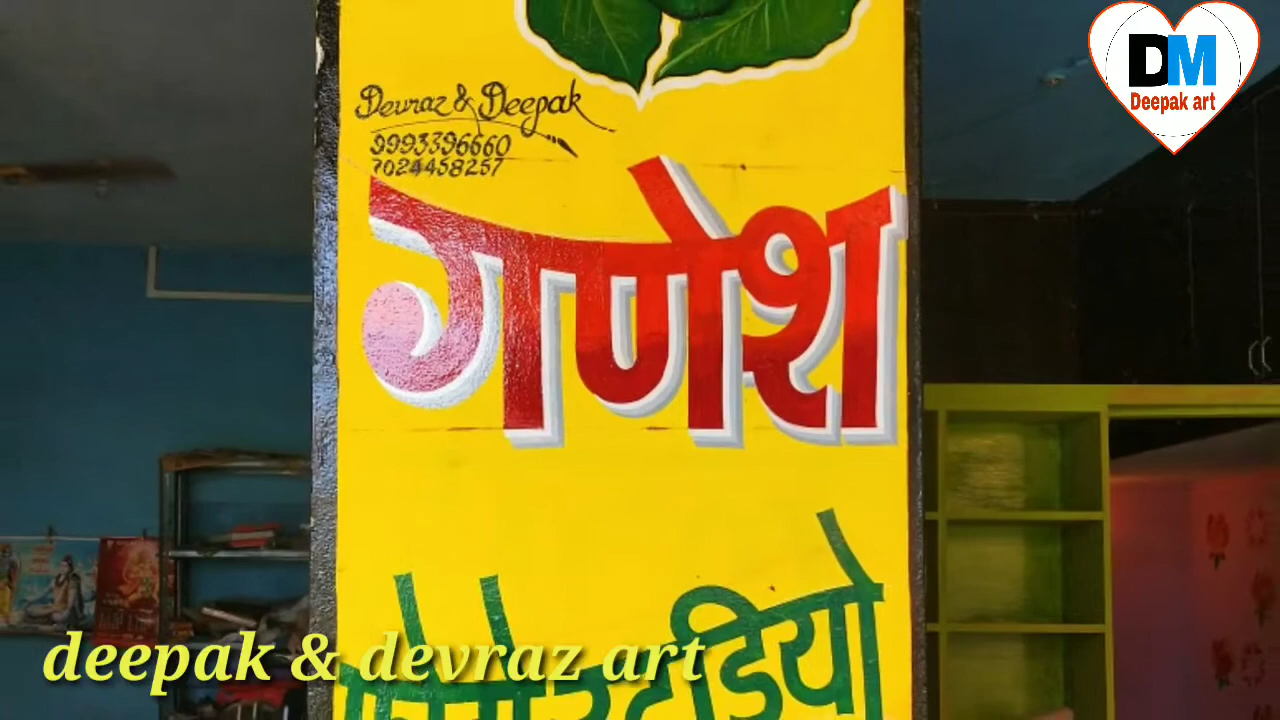 DM
Deepak art
Devraz & Deepak
9993396660
7024458257
गणेश
फोटो स्टूडियो
deepak & devraz art